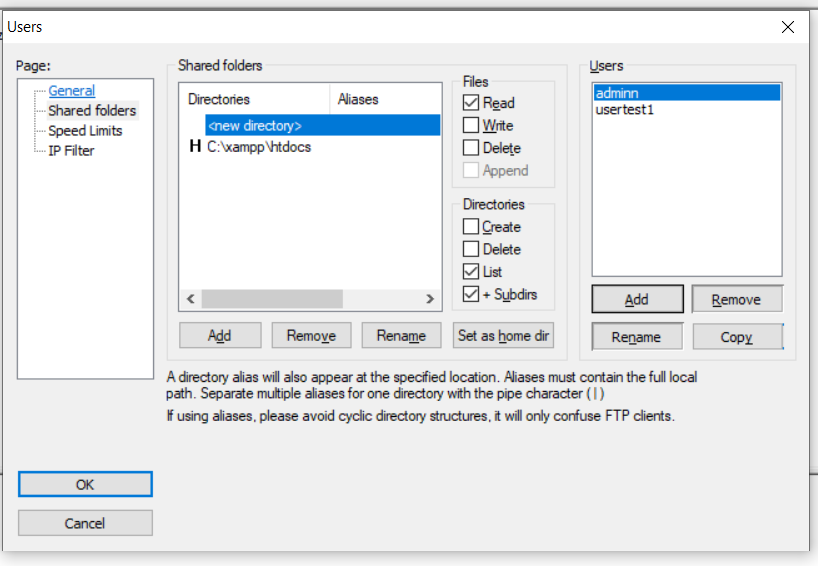 Users
Page:
General
Shared folders
Speed Limits
IP Filter
Shared folders
Directories Aliases
<new directory>
H C:\xampp\htdocs
Files
Read
Write
Delete
Append
Directories
Create
Delete
List
+ Subdirs
Add Remove Rename Set as home dir
Users
adminn
usertest1
Add Remove
Rename Copy
A directory alias will also appear at the specified location. Aliases must contain the full local
path. Separate multiple aliases for one directory with the pipe character ( | )
If using aliases, please avoid cyclic directory structures, it will only confuse FTP clients.
OK
Cancel